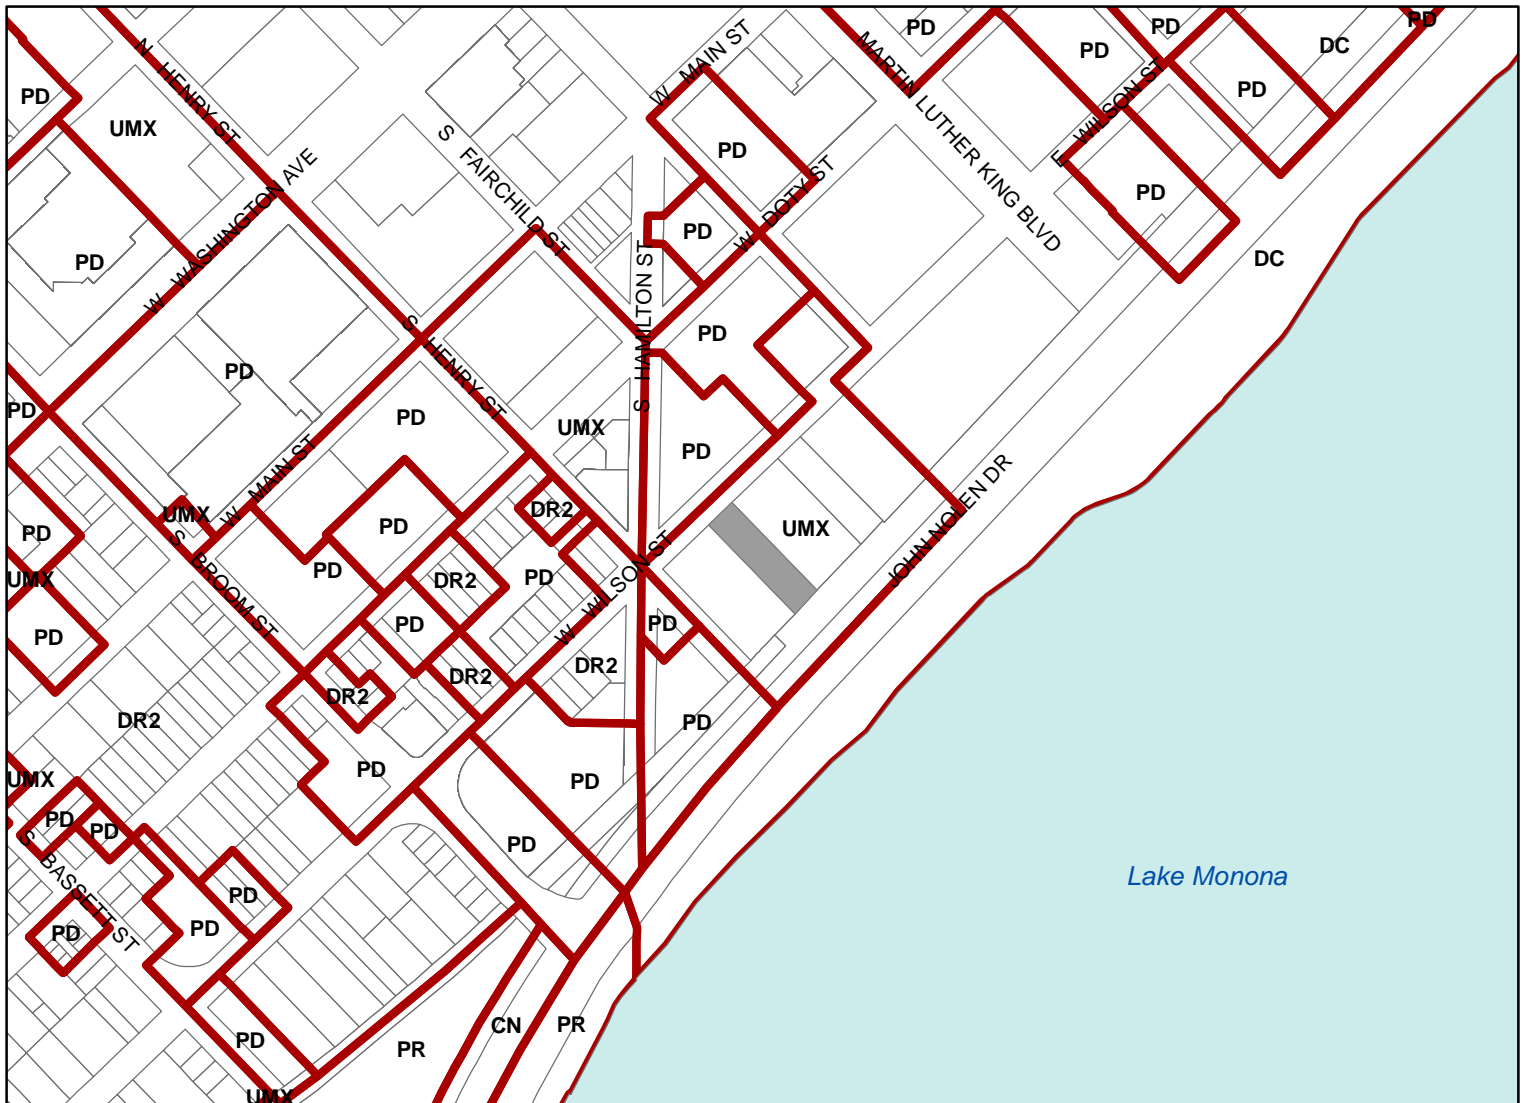 PD
PD
PD
DC
PD
PD
W MAIN ST
MARTIN LUTHER KING BLVD
N HENRY ST
UMX
PD
S FAIRCHILD ST
E WILSON ST
PD
W DOTY ST
PD
W WASHINGTON AVE
PD
PD
DC
S HAMILTON ST
PD
PD
S HENRY ST
PD
PD
UMX
PD
W MAIN ST
UMX
PD
DR2
UMX
JOHN NOLEN DR
PD
S BROOM ST
PD
PD
DR2
W WILSON ST
UMX
PD
PD
PD
DR2
DR2
DR2
DR2
PD
PD
PD
UMX
PD
PD
PD
S BASSETT ST
Lake Monona
PD
PD
PD
CN
PR
PD
PR
UMX